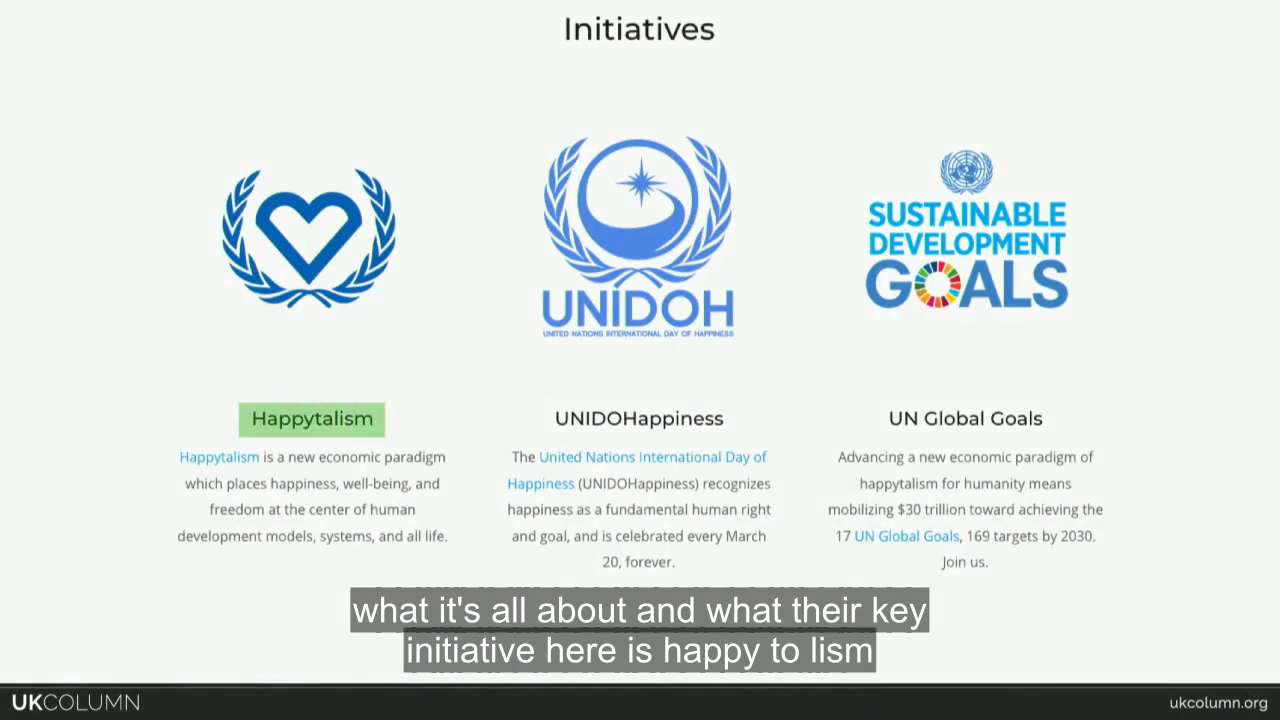 Initiatives
UNIDOH
UNITED NATIONS INTERNATIONAL DAY OF HAPPINESS
SUSTAINABLE
DEVELOPMENT
GOALS
Happytalism
Happytalism is a new economic paradigm
which places happiness, well-being, and
freedom at the center of human
development models, systems, and all life.
UNIDOHappiness
The United Nations International Day of
Happiness (UNIDOHappiness) recognizes
happiness as a fundamental human right
and goal, and is celebrated every March
20, forever.
UN Global Goals
Advancing a new economic paradigm of
happytalism for humanity means
mobilizing $30 trillion toward achieving the
17 UN Global Goals, 169 targets by 2030.
Join us.
what it's all about and what their key
initiative here is happy to lism
UKCOLUMN
ukcolumn.org